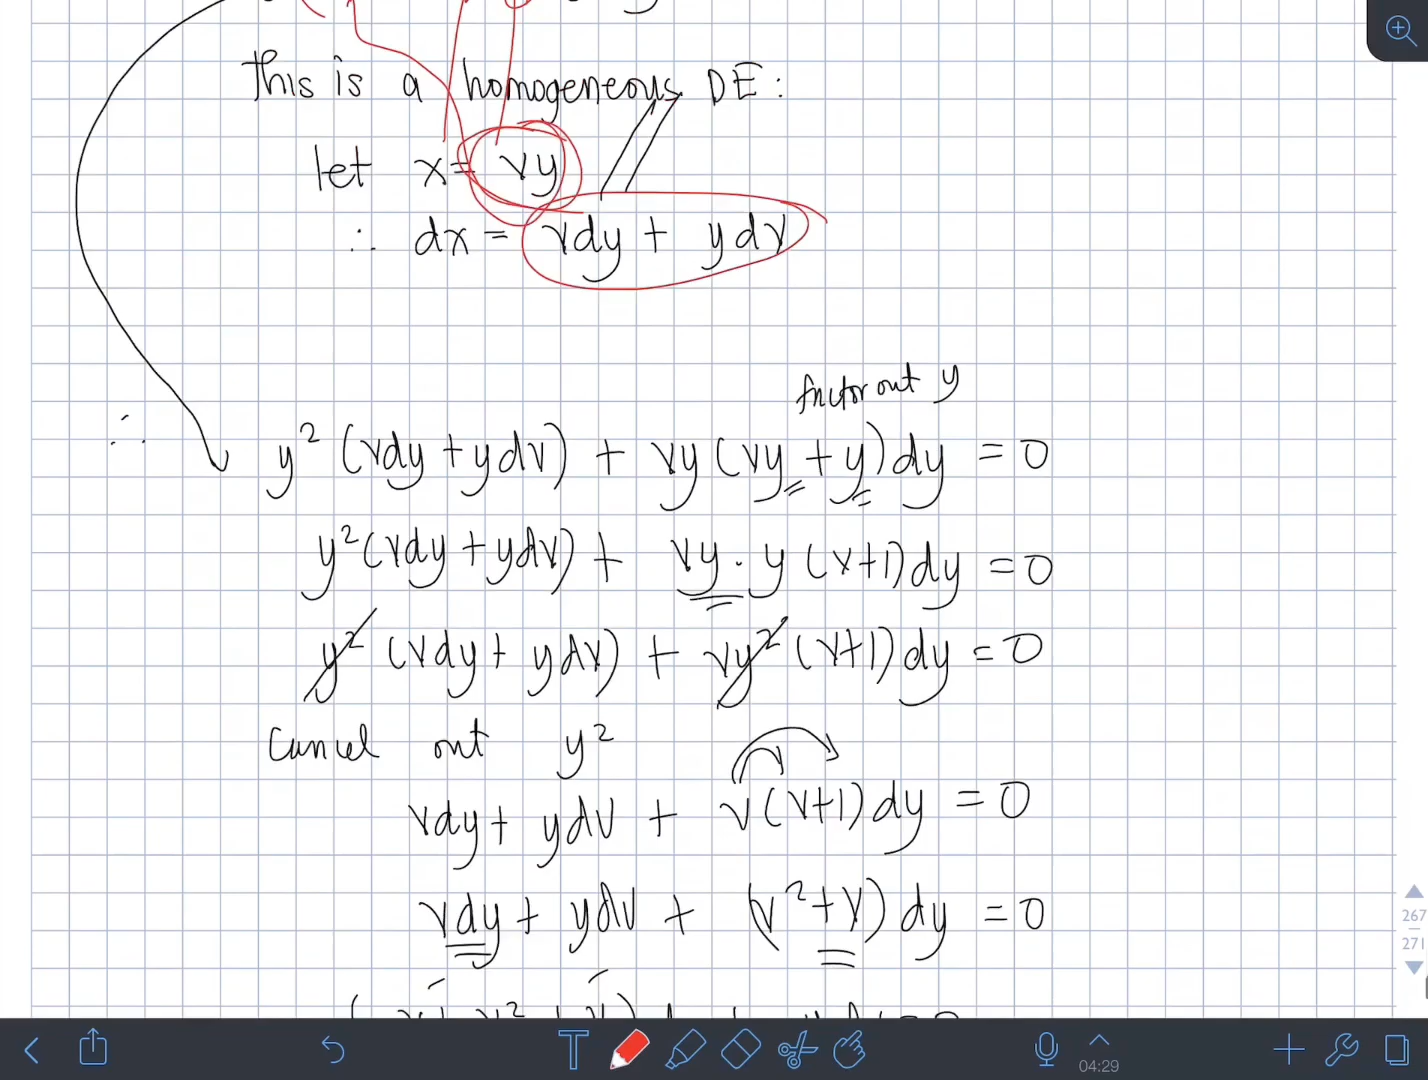 This is a homogeneous DE:
let x = vy
∴ dx = vdy + ydv
factor out y
∴ y² (vdy + ydv) + vy (vy + y) dy = 0
y² (vdy + ydv) + vy · y (v+1) dy = 0
y² (vdy + ydv) + vy² (v+1) dy = 0
Cancel out y²
vdy + ydv + v (v+1) dy = 0
vdy + ydv + (v² + v) dy = 0
267
271
T
04:29